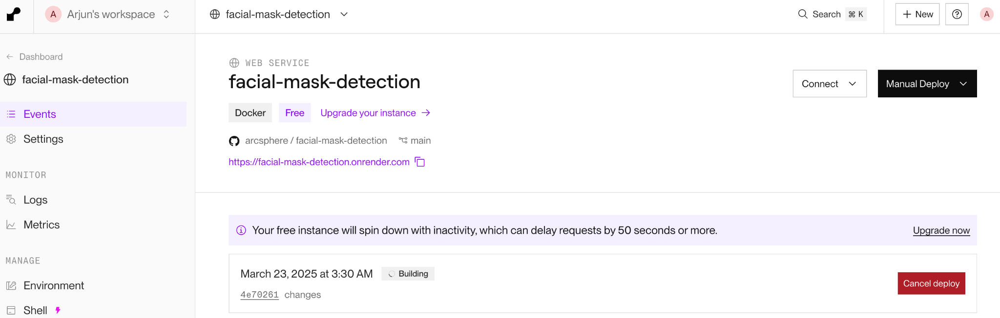 A Arjun's workspace
facial-mask-detection
Search ⌘ K
+ New
A
← Dashboard
facial-mask-detection
Events
Settings
MONITOR
Logs
Metrics
MANAGE
Environment
Shell
WEB SERVICE
facial-mask-detection
Docker Free Upgrade your instance →
arcsphere / facial-mask-detection main
https://facial-mask-detection.onrender.com
Connect
Manual Deploy
Your free instance will spin down with inactivity, which can delay requests by 50 seconds or more.
Upgrade now
March 23, 2025 at 3:30 AM Building
4e70261 changes
Cancel deploy